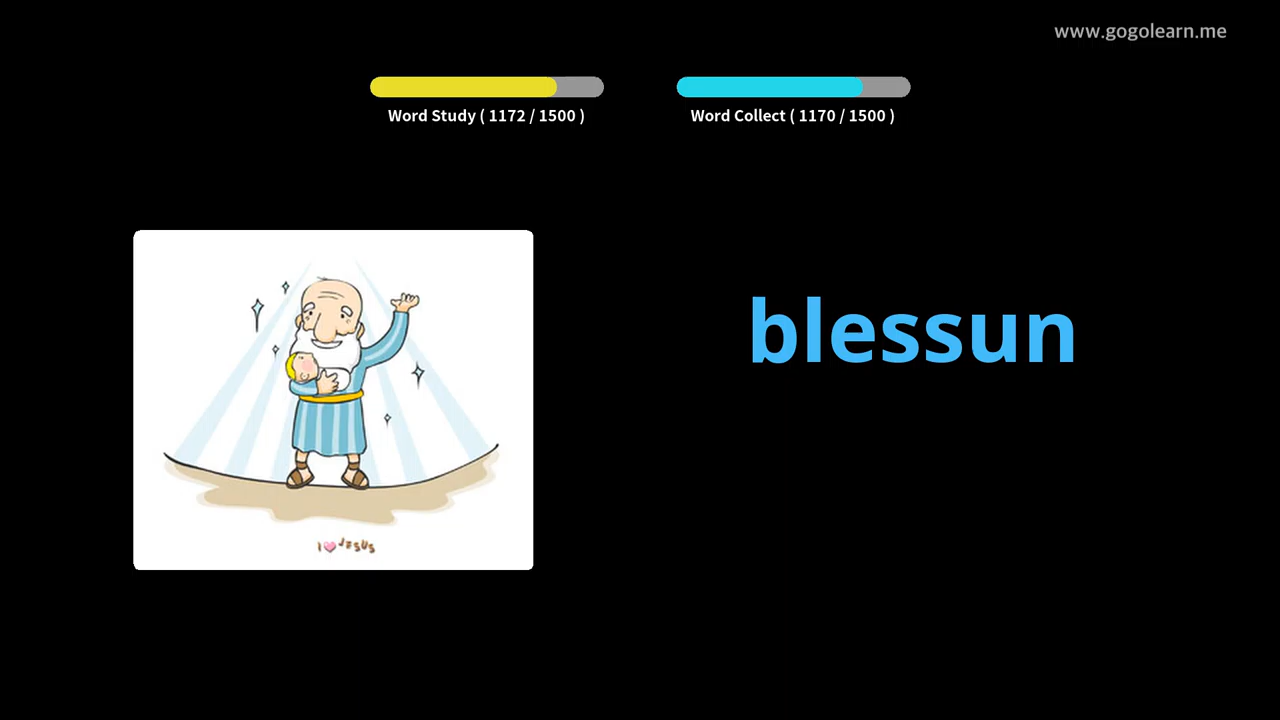 www.gogolearn.me
Word Study ( 1172 / 1500 )
Word Collect ( 1170 / 1500 )
blessun
I ♥ JESUS